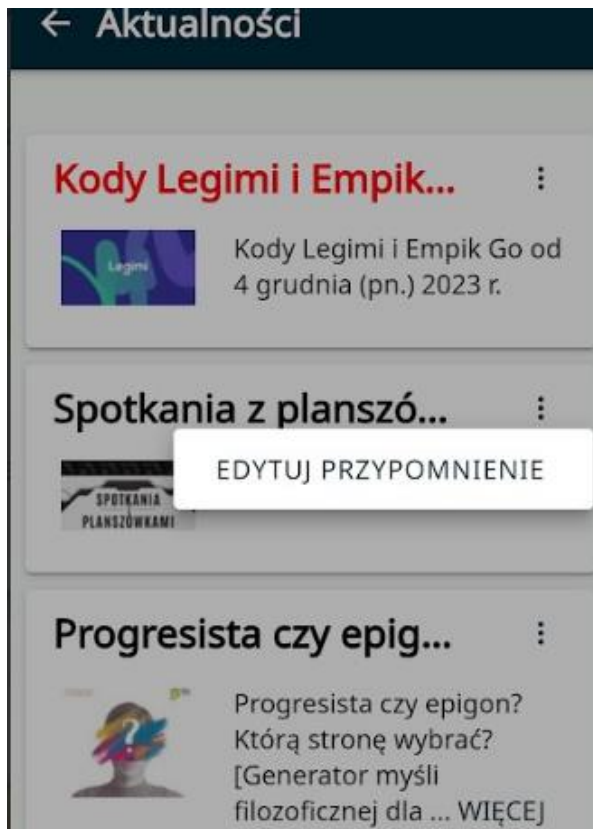 ← Aktualności
Kody Legimi i Empik...
Legimi
Kody Legimi i Empik Go od
4 grudnia (pn.) 2023 r.
Spotkania z planszó...
EDYTUJ PRZYPOMNIENIE
SPOTKANIA
PLANSZÓWKAMI
Progresista czy epig...
?
Progresista czy epigon?
Którą stronę wybrać?
[Generator myśli
filozoficznej dla ... WIĘCEJ